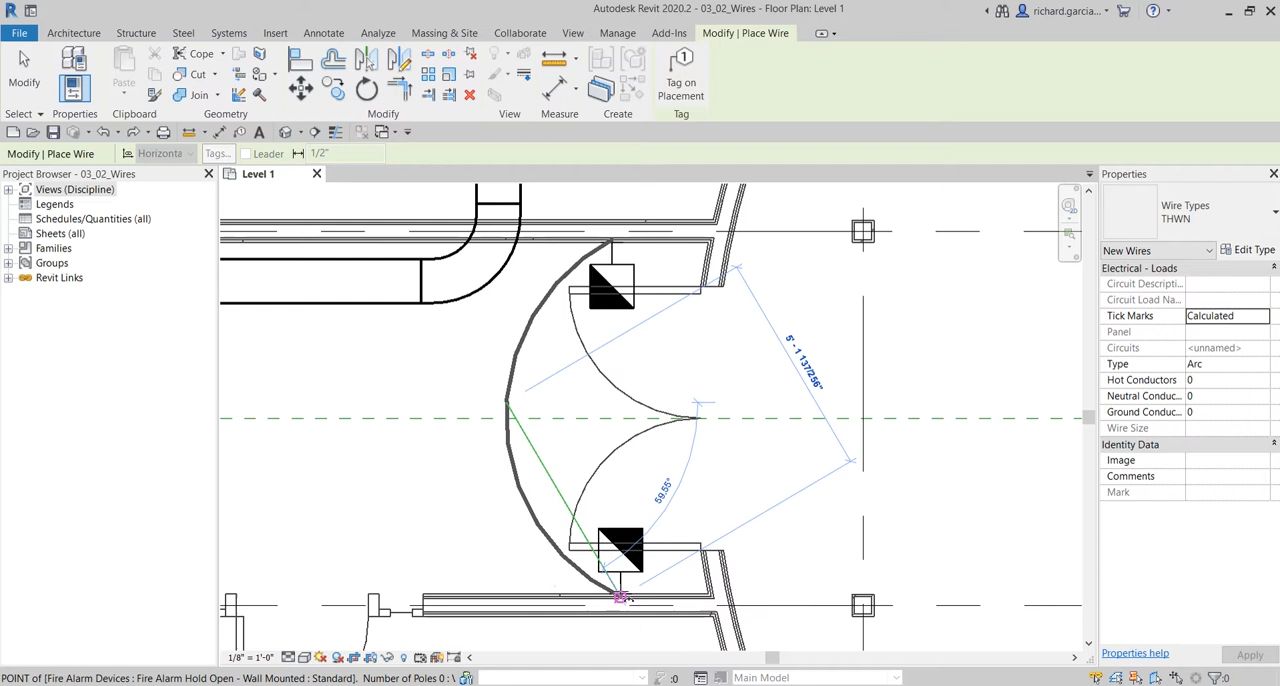 Autodesk Revit 2020.2 - 03_02_Wires - Floor Plan: Level 1
richard.garcia...
File Architecture Structure Steel Systems Insert Annotate Analyze Massing & Site Collaborate View Manage Add-Ins Modify | Place Wire
Modify Paste Cope Cut Join Tag on Placement
Select Properties Clipboard Geometry Modify View Measure Create Tag
Modify | Place Wire Horizonta Tags... Leader 1/2"
Project Browser - 03_02_Wires
Views (Discipline)
Legends
Schedules/Quantities (all)
Sheets (all)
Families
Groups
Revit Links
Level 1
5' - 1 137/256"
59.55°
Properties
Wire Types
THWN
New Wires Edit Type
Electrical - Loads
Circuit Descripti...
Circuit Load Na...
Tick Marks Calculated
Panel
Circuits <unnamed>
Type Arc
Hot Conductors 0
Neutral Conduc... 0
Ground Conduc... 0
Wire Size
Identity Data
Image
Comments
Mark
Properties help Apply
1/8" = 1'-0"
POINT of [Fire Alarm Devices : Fire Alarm Hold Open - Wall Mounted : Standard]. Number of Poles 0 : V :0 Main Model :0